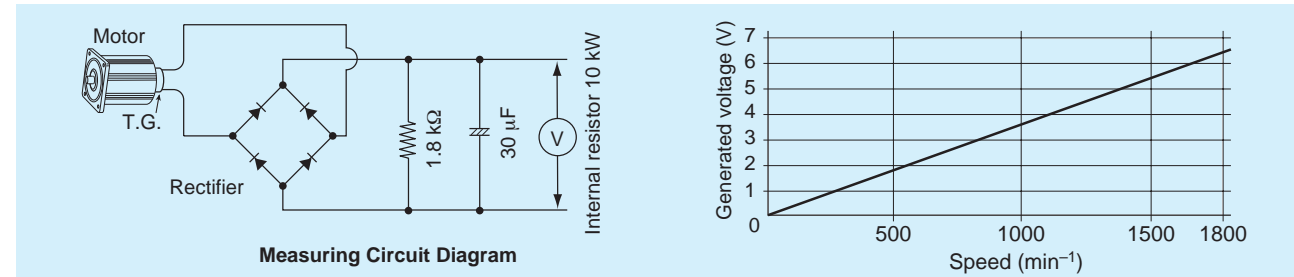 Motor
T.G.
Rectifier
1.8 kΩ
30 µF
V
Internal resistor 10 kW
Measuring Circuit Diagram
Generated voltage (V)
7
6
5
4
3
2
1
0
500
1000
1500
1800
Speed (min⁻¹)